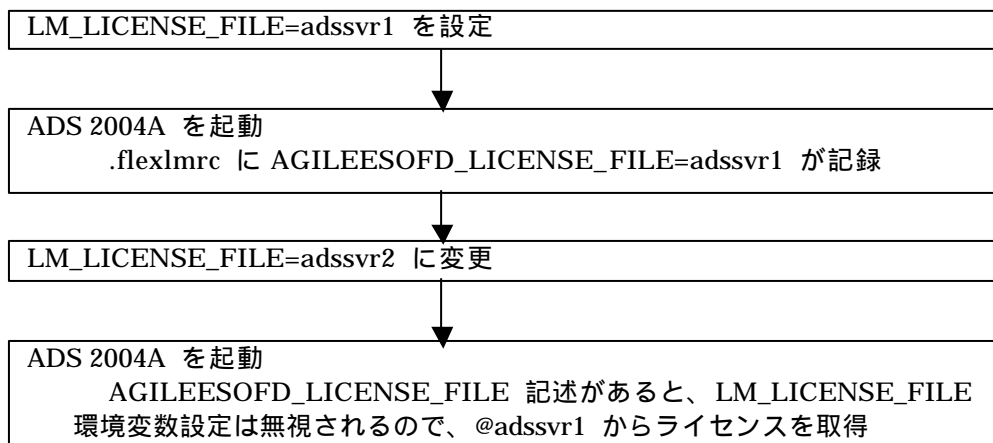 LM_LICENSE_FILE=adssvr1 を設定
ADS 2004A を起動
.flexlmrc に AGILEESOFD_LICENSE_FILE=adssvr1 が記録
LM_LICENSE_FILE=adssvr2 に変更
ADS 2004A を起動
AGILEESOFD_LICENSE_FILE 記述があると、LM_LICENSE_FILE
環境変数設定は無視されるので、@adssvr1 からライセンスを取得